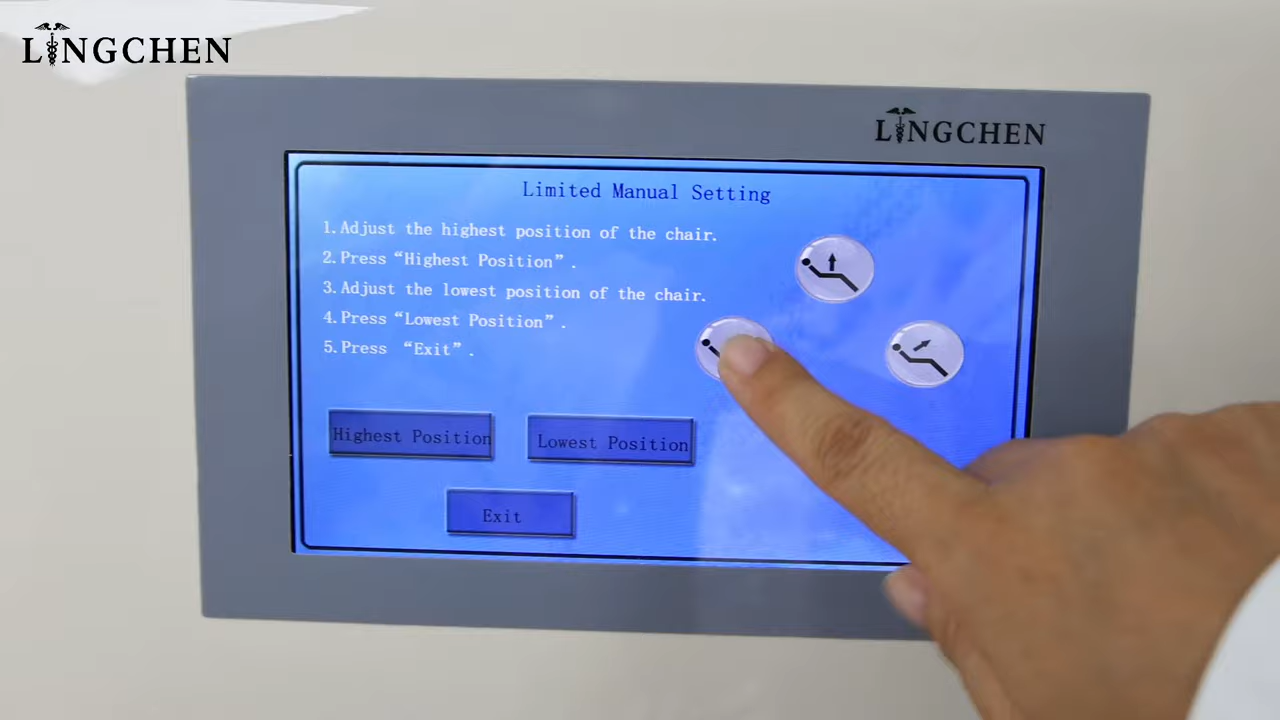 LINGCHEN
LINGCHEN
Limited Manual Setting
1.Adjust the highest position of the chair.
2.Press“Highest Position”.
3.Adjust the lowest position of the chair.
4.Press“Lowest Position”.
5.Press “Exit”.
Highest Position
Lowest Position
Exit